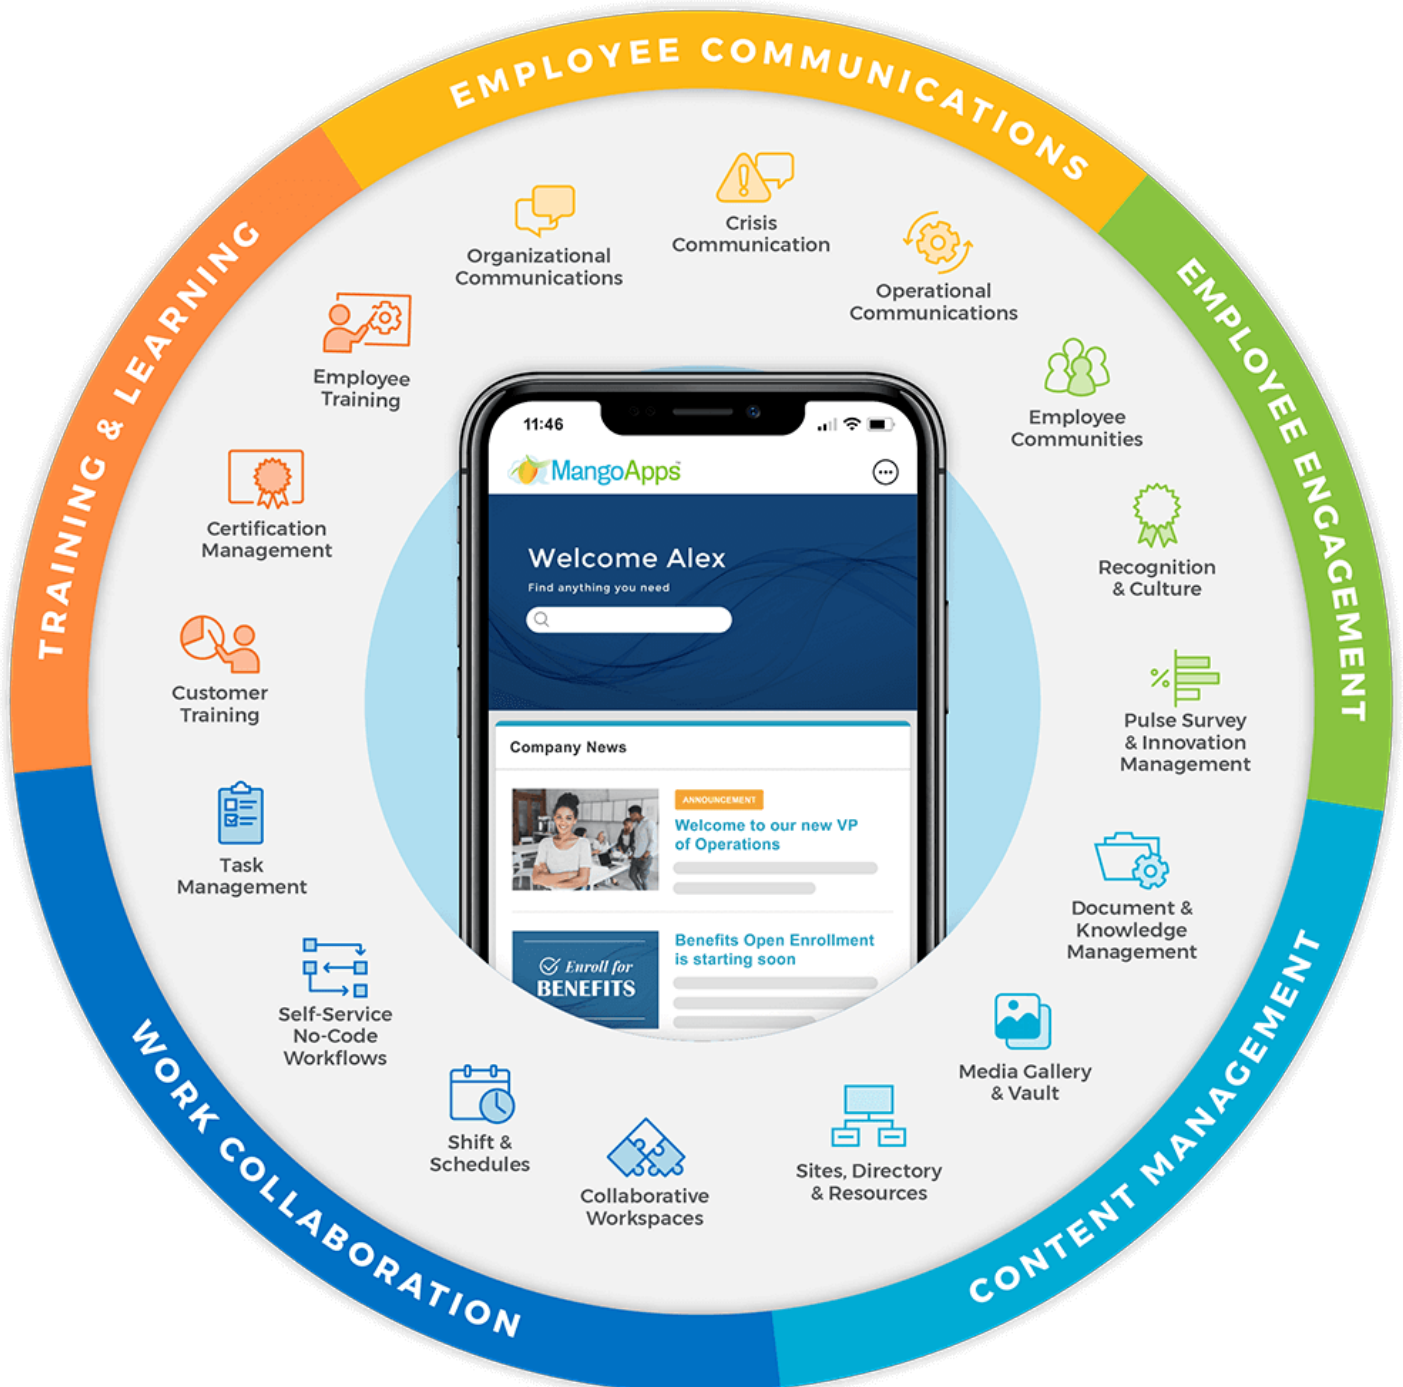 EMPLOYEE COMMUNICATIONS
EMPLOYEE ENGAGEMENT
CONTENT MANAGEMENT
WORK COLLABORATION
TRAINING & LEARNING
Organizational
Communications
Crisis
Communication
Operational
Communications
Employee
Communities
Recognition
& Culture
Pulse Survey
& Innovation
Management
Document &
Knowledge
Management
Media Gallery
& Vault
Sites, Directory
& Resources
Collaborative
Workspaces
Shift &
Schedules
Self-Service
No-Code
Workflows
Task
Management
Customer
Training
Certification
Management
Employee
Training
11:46
MangoApps™
Welcome Alex
Find anything you need
Company News
ANNOUNCEMENT
Welcome to our new VP
of Operations
Enroll for
BENEFITS
Benefits Open Enrollment
is starting soon